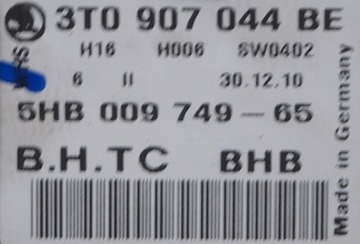 3T0 907 044 BE
H16 H006 SW0402
6 II 30.12.10
5HB 009 749-65
B.H.TC BHB
Made in Germany